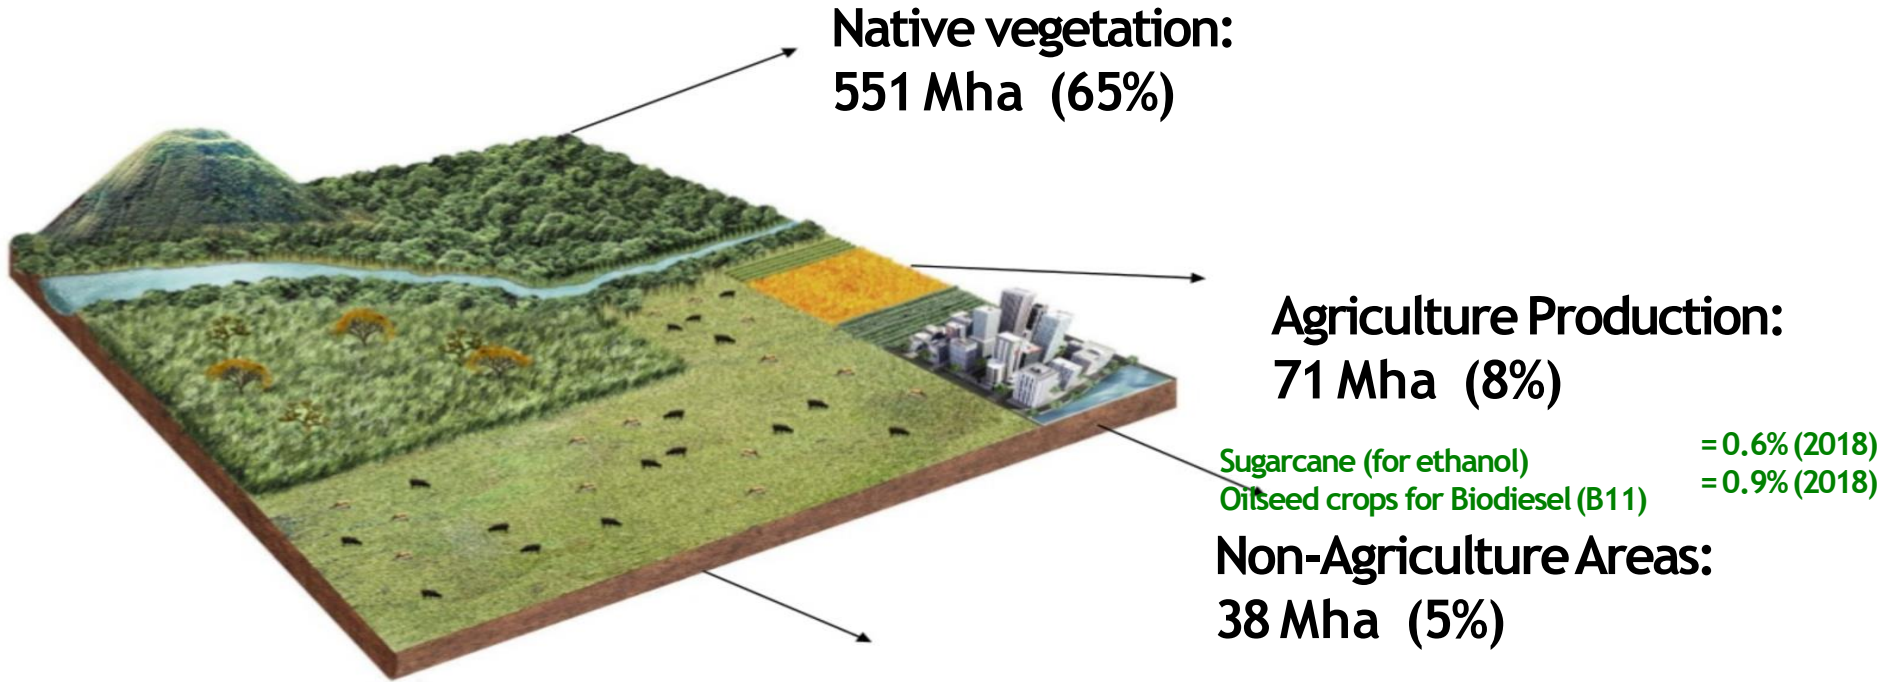 Native vegetation:
551 Mha (65%)
Agriculture Production:
71 Mha (8%)
Sugarcane (for ethanol) = 0.6% (2018)
Oilseed crops for Biodiesel (B11) = 0.9% (2018)
Non-Agriculture Areas:
38 Mha (5%)